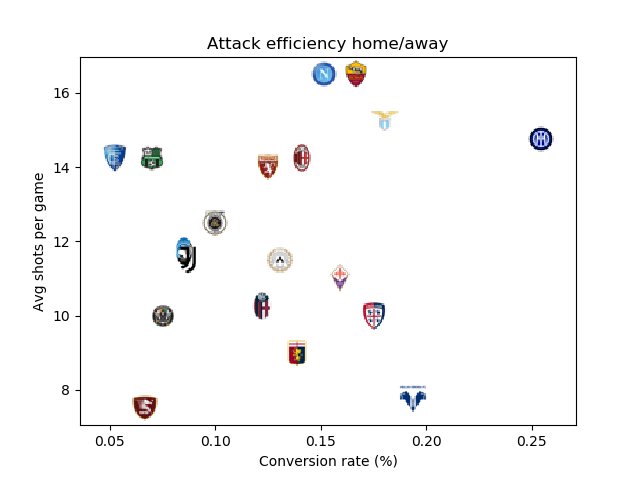 Attack efficiency home/away
Avg shots per game
16
14
12
10
8
0.05 0.10 0.15 0.20 0.25
Conversion rate (%)